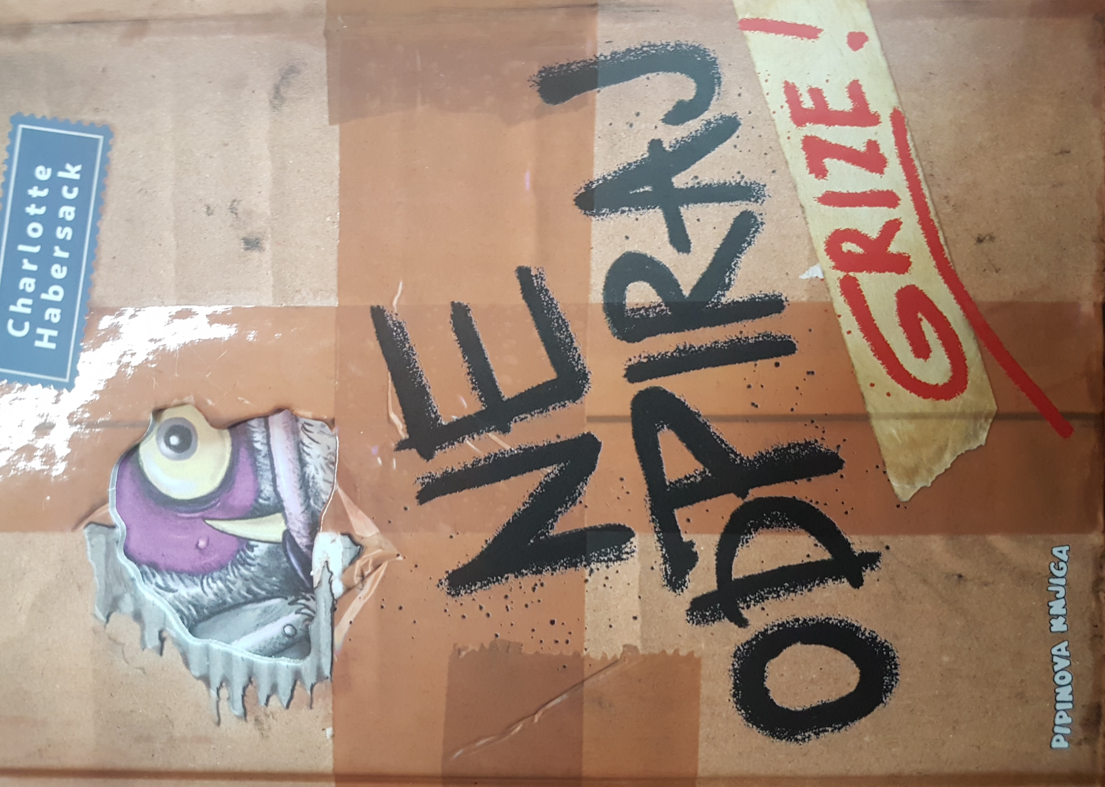 Charlotte
Habersack
NE
ODPIRAJ
GRIZE!
PIPINOVA KNJIGA